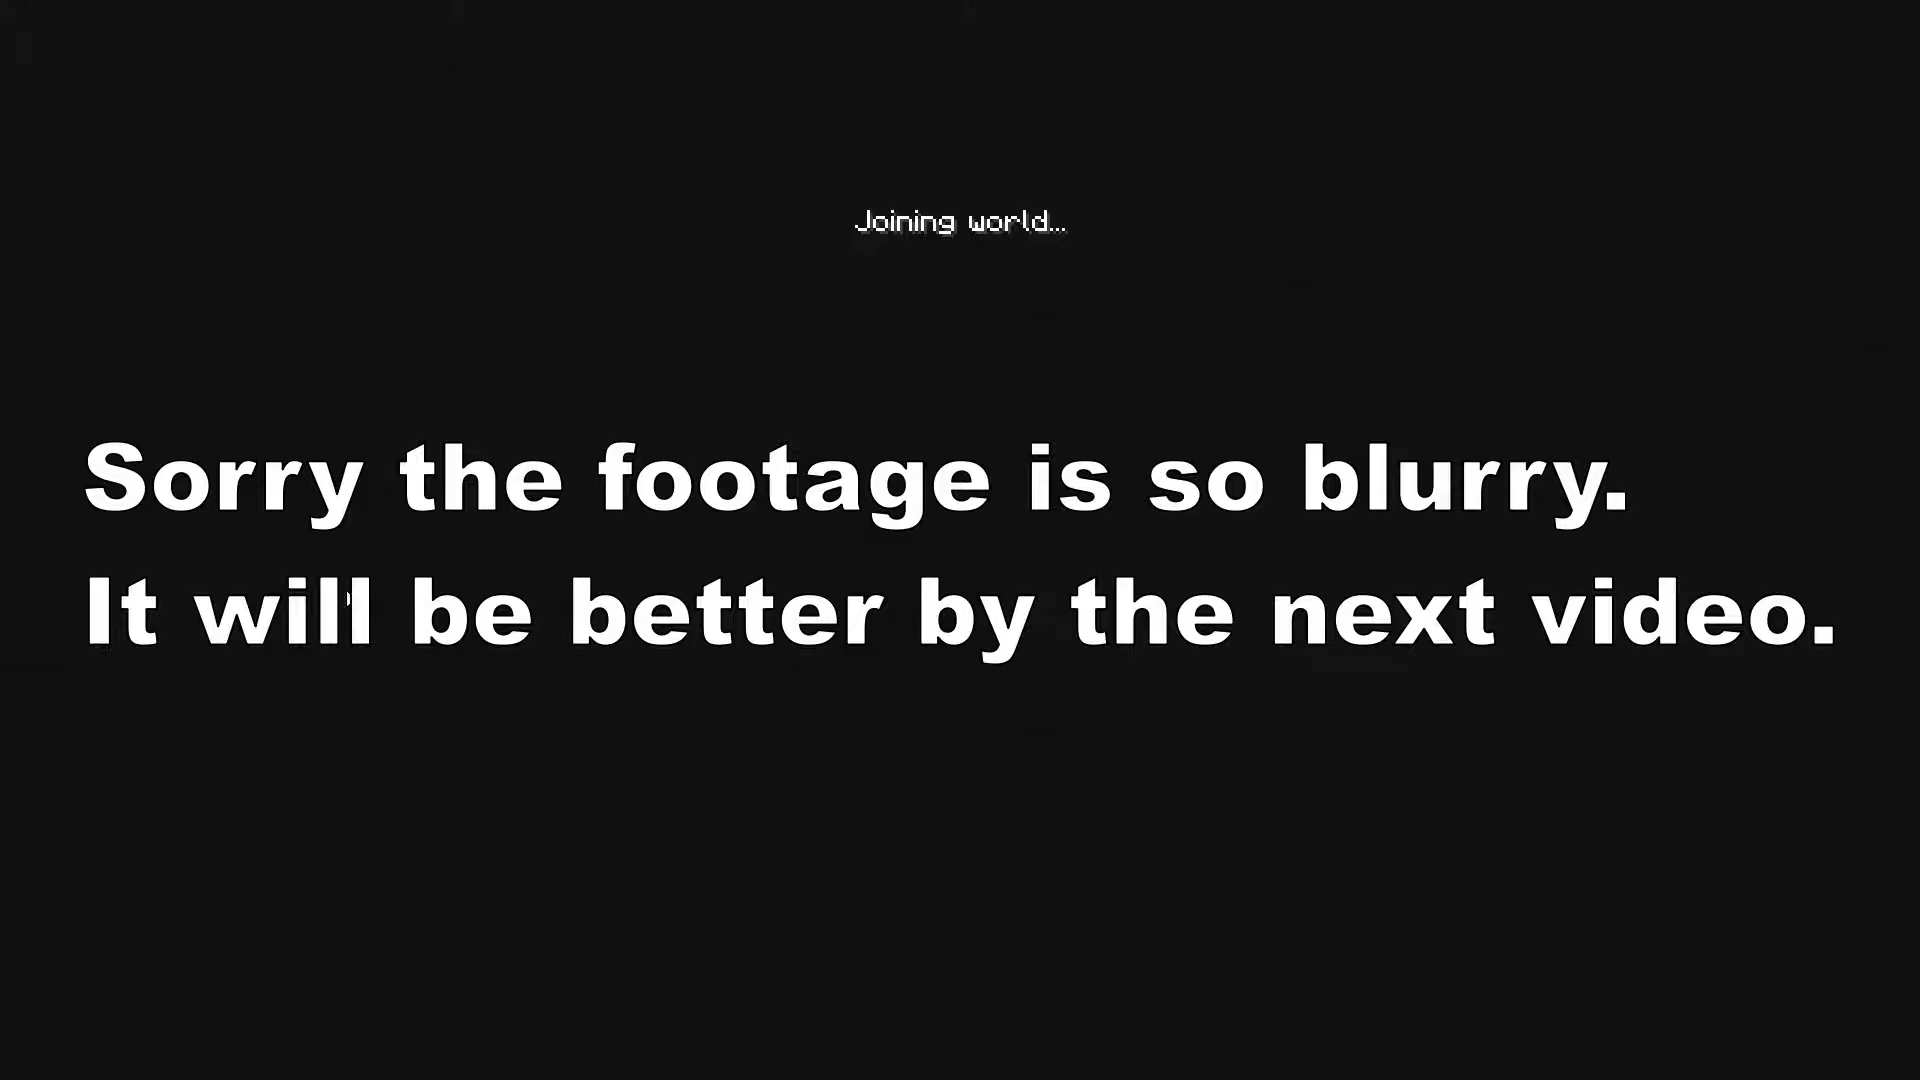 Joining world...
Sorry the footage is so blurry.
It will be better by the next video.